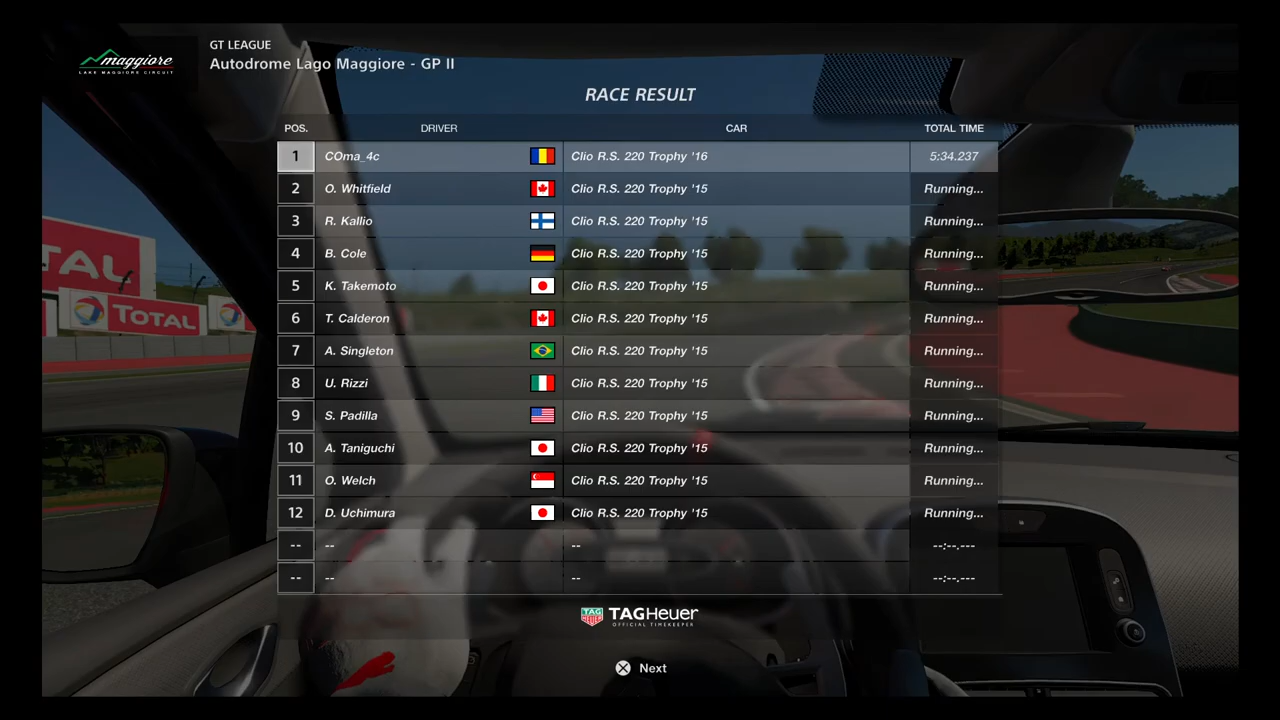 maggiore
LAKE MAGGIORE CIRCUIT
GT LEAGUE
Autodrome Lago Maggiore - GP II
RACE RESULT
POS. DRIVER CAR TOTAL TIME
1 COma_4c Clio R.S. 220 Trophy '16 5:34.237
2 O. Whitfield Clio R.S. 220 Trophy '15 Running...
3 R. Kallio Clio R.S. 220 Trophy '15 Running...
4 B. Cole Clio R.S. 220 Trophy '15 Running...
5 K. Takemoto Clio R.S. 220 Trophy '15 Running...
6 T. Calderon Clio R.S. 220 Trophy '15 Running...
7 A. Singleton Clio R.S. 220 Trophy '15 Running...
8 U. Rizzi Clio R.S. 220 Trophy '15 Running...
9 S. Padilla Clio R.S. 220 Trophy '15 Running...
10 A. Taniguchi Clio R.S. 220 Trophy '15 Running...
11 O. Welch Clio R.S. 220 Trophy '15 Running...
12 D. Uchimura Clio R.S. 220 Trophy '15 Running...
-- -- -- --:--.---
-- -- -- --:--.---
TAL
TOTAL
TAG HEUER TAGHeuer
OFFICIAL TIMEKEEPER
Next